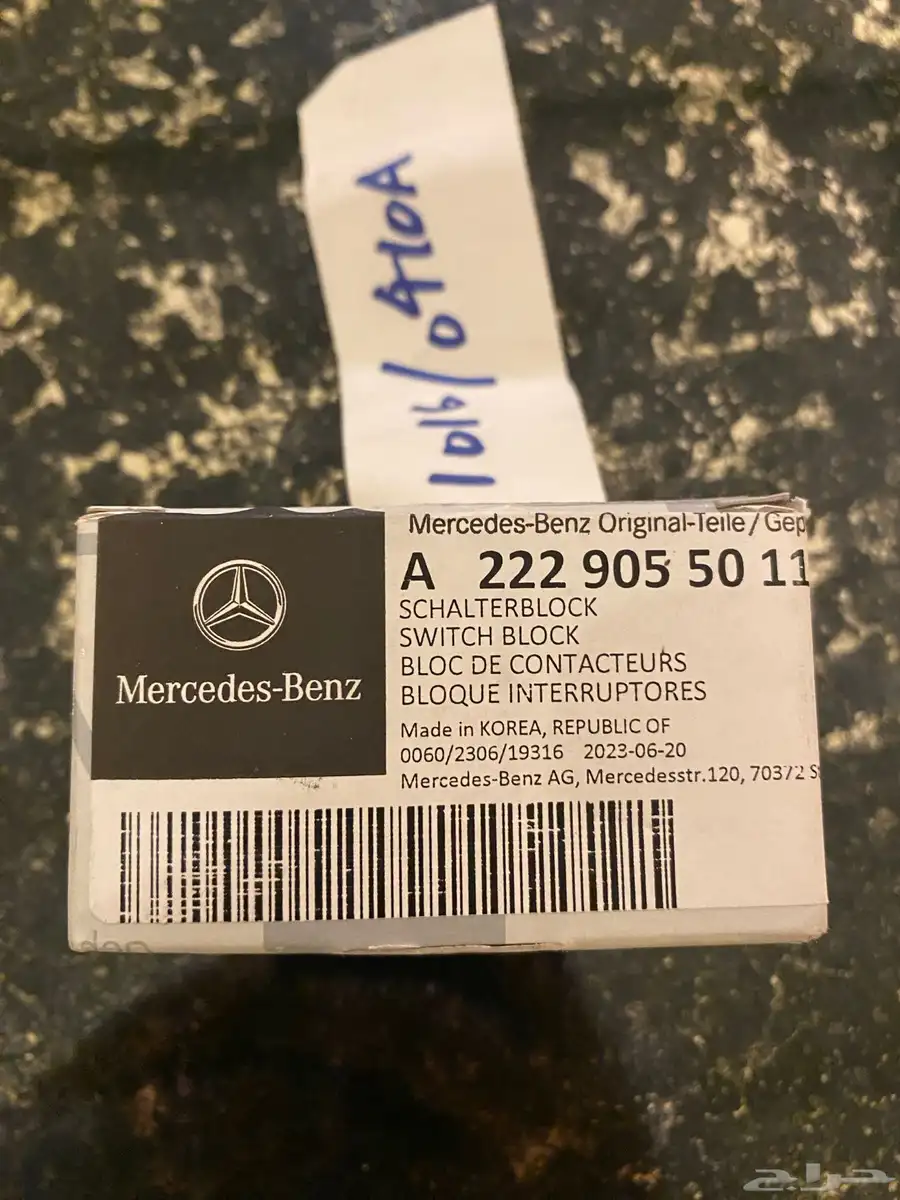 Mercedes-Benz Original-Teile / Gep
A 222 905 50 11
SCHALTERBLOCK
SWITCH BLOCK
BLOC DE CONTACTEURS
BLOQUE INTERRUPTORES
Made in KOREA, REPUBLIC OF
0060/2306/19316 2023-06-20
Mercedes-Benz AG, Mercedesstr.120, 70372 S
Mercedes-Benz
حراج